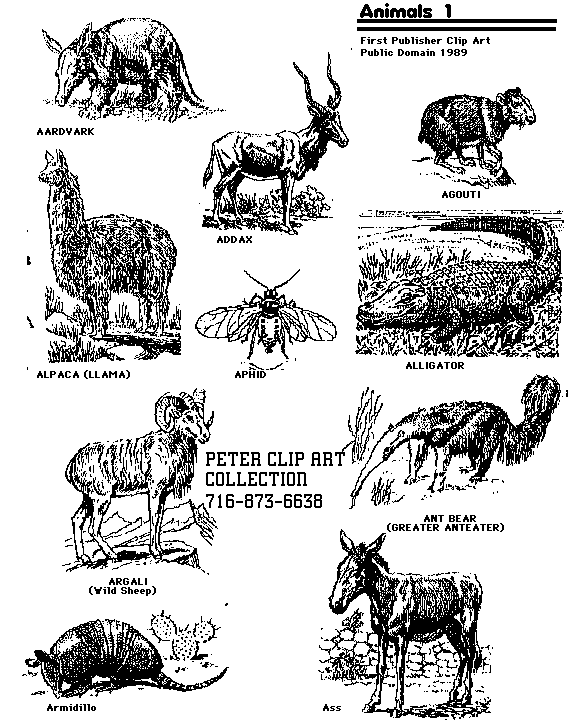 Animals 1
First Publisher Clip Art
Public Domain 1989
AARDVARK
AGOUTI
ADDAX
ALPACA (LLAMA)
APHID
ALLIGATOR
PETER CLIP ART
COLLECTION
716-873-6638
ANT BEAR
(GREATER ANTEATER)
ARGALI
(Wild Sheep)
Armidillo
Ass